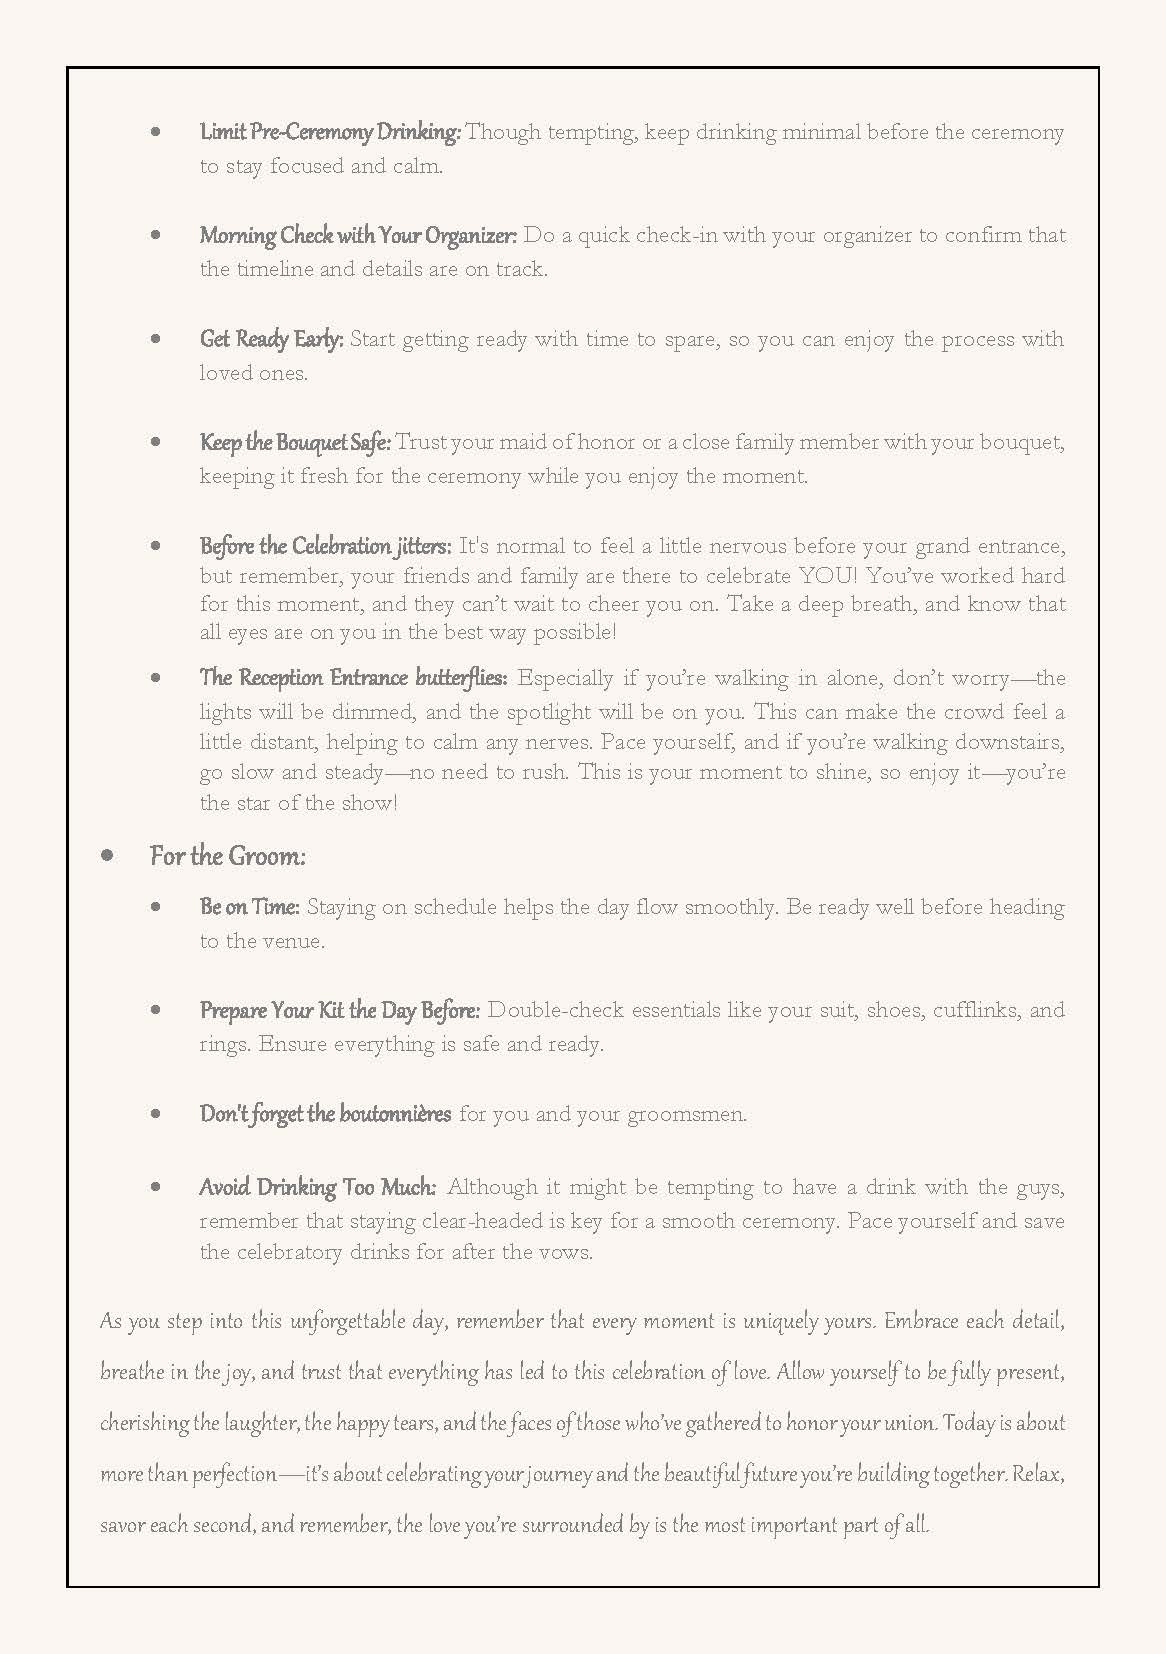 • Limit Pre-Ceremony Drinking: Though tempting, keep drinking minimal before the ceremony
to stay focused and calm.
• Morning Check with Your Organizer: Do a quick check-in with your organizer to confirm that
the timeline and details are on track.
• Get Ready Early: Start getting ready with time to spare, so you can enjoy the process with
loved ones.
• Keep the Bouquet Safe: Trust your maid of honor or a close family member with your bouquet,
keeping it fresh for the ceremony while you enjoy the moment.
• Before the Celebration jitters: It's normal to feel a little nervous before your grand entrance,
but remember, your friends and family are there to celebrate YOU! You’ve worked hard
for this moment, and they can’t wait to cheer you on. Take a deep breath, and know that
all eyes are on you in the best way possible!
• The Reception Entrance butterflies: Especially if you’re walking in alone, don’t worry—the
lights will be dimmed, and the spotlight will be on you. This can make the crowd feel a
little distant, helping to calm any nerves. Pace yourself, and if you’re walking downstairs,
go slow and steady—no need to rush. This is your moment to shine, so enjoy it—you’re
the star of the show!
• For the Groom:
• Be on Time: Staying on schedule helps the day flow smoothly. Be ready well before heading
to the venue.
• Prepare Your Kit the Day Before: Double-check essentials like your suit, shoes, cufflinks, and
rings. Ensure everything is safe and ready.
• Don't forget the boutonnières for you and your groomsmen.
• Avoid Drinking Too Much: Although it might be tempting to have a drink with the guys,
remember that staying clear-headed is key for a smooth ceremony. Pace yourself and save
the celebratory drinks for after the vows.
As you step into this unforgettable day, remember that every moment is uniquely yours. Embrace each detail,
breathe in the joy, and trust that everything has led to this celebration of love. Allow yourself to be fully present,
cherishing the laughter, the happy tears, and the faces of those who’ve gathered to honor your union. Today is about
more than perfection—it’s about celebrating your journey and the beautiful future you’re building together. Relax,
savor each second, and remember, the love you’re surrounded by is the most important part of all.